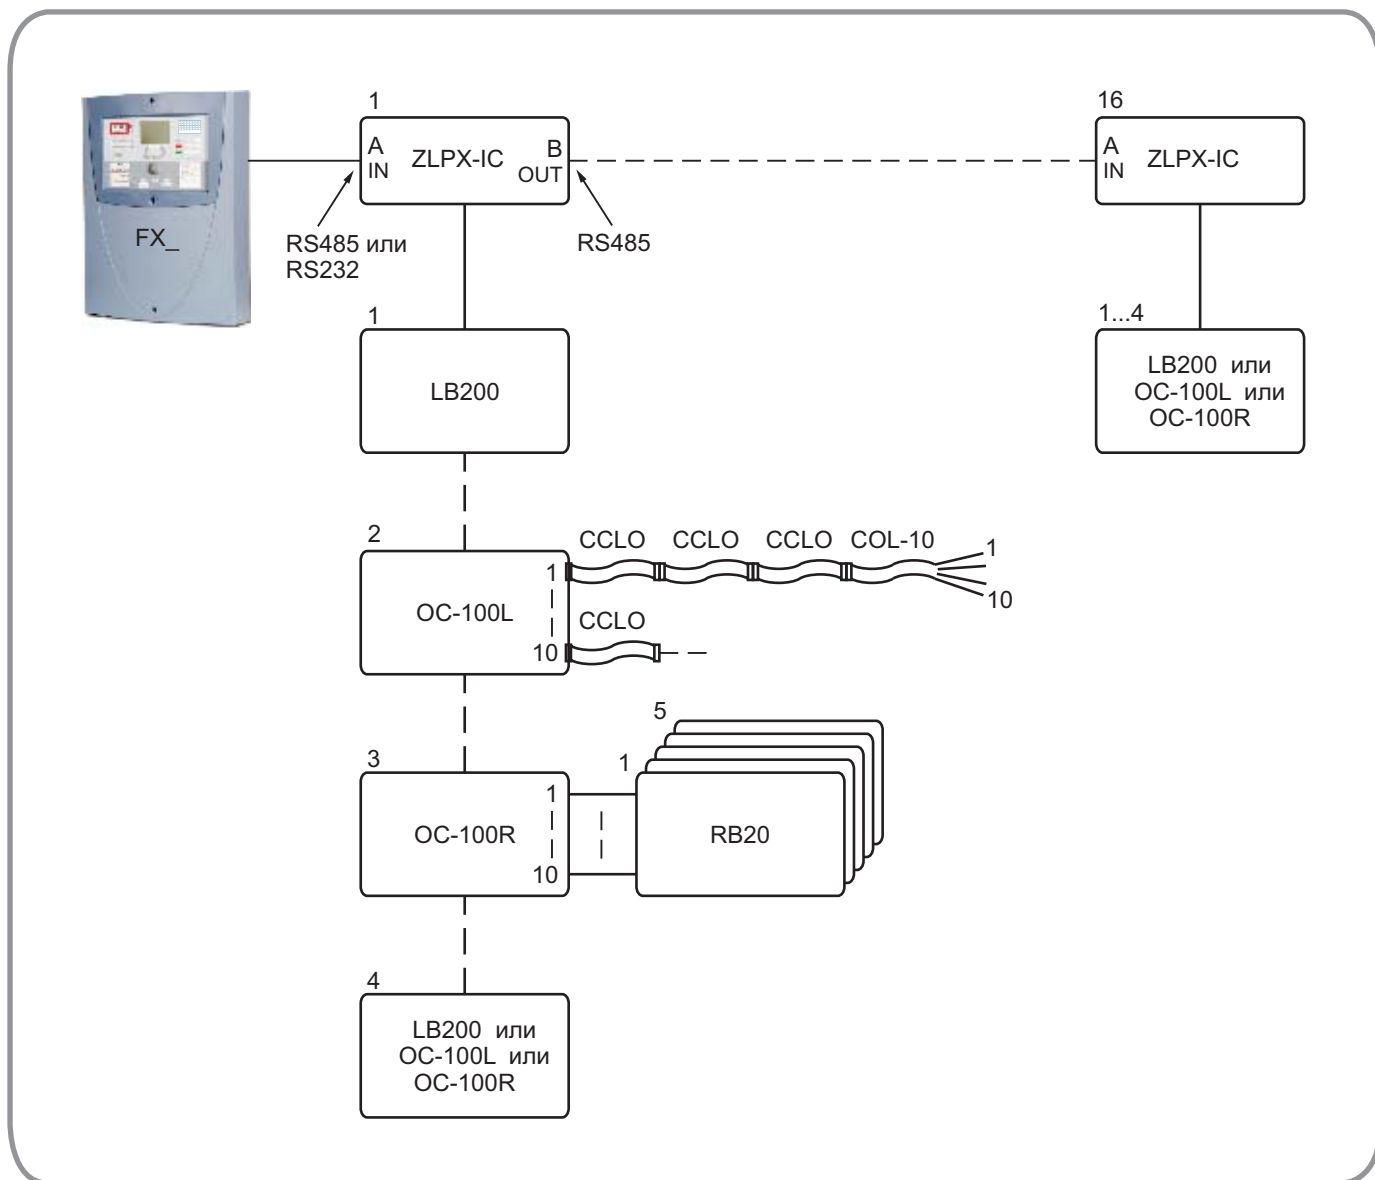 1
16
A
IN
ZLPX-IC
B
OUT
A
IN
ZLPX-IC
FX_
RS485 или
RS232
RS485
1
LB200
1...4
LB200 или
OC-100L или
OC-100R
2
OC-100L
1
10
CCLO
CCLO
CCLO
COL-10
1
10
CCLO
3
OC-100R
1
10
5
1
RB20
4
LB200 или
OC-100L или
OC-100R